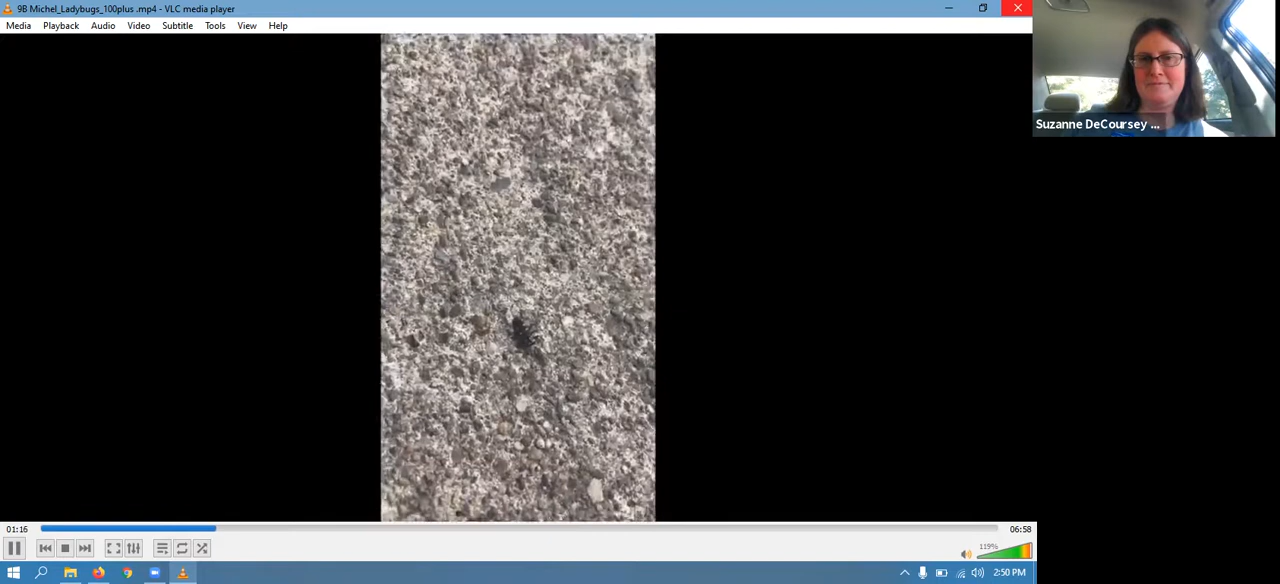 9B Michel_Ladybugs_100plus .mp4 - VLC media player
Media Playback Audio Video Subtitle Tools View Help
Suzanne DeCoursey ...
01:16
06:58
119%
2:50 PM